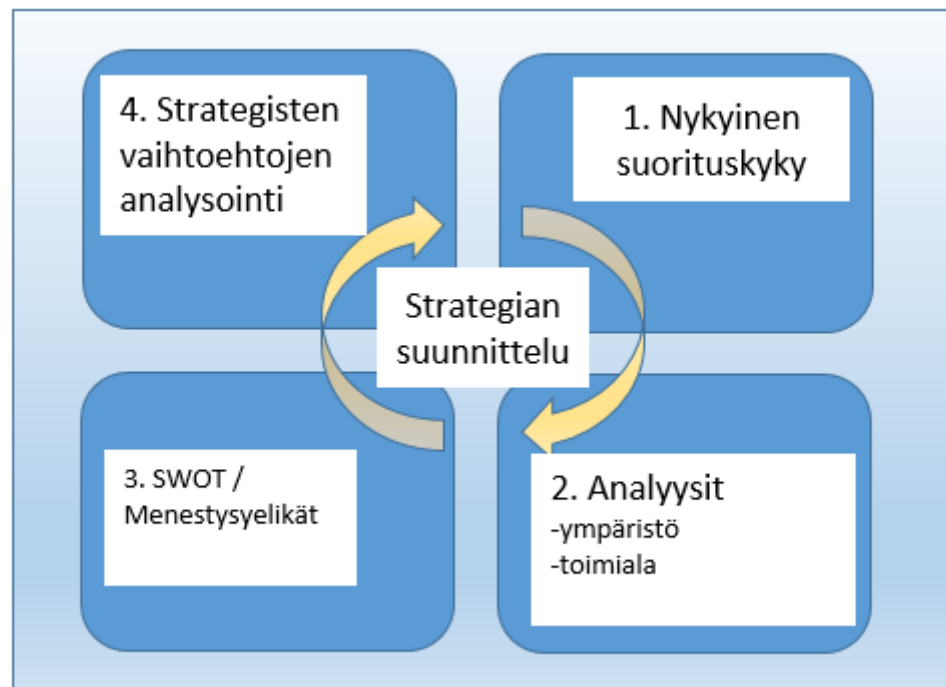 4. Strategisten
vaihtoehtojen
analysointi
1. Nykyinen
suorituskyky
Strategian
suunnittelu
3. SWOT /
Menestysyelikät
2. Analyysit
-ympäristö
-toimiala